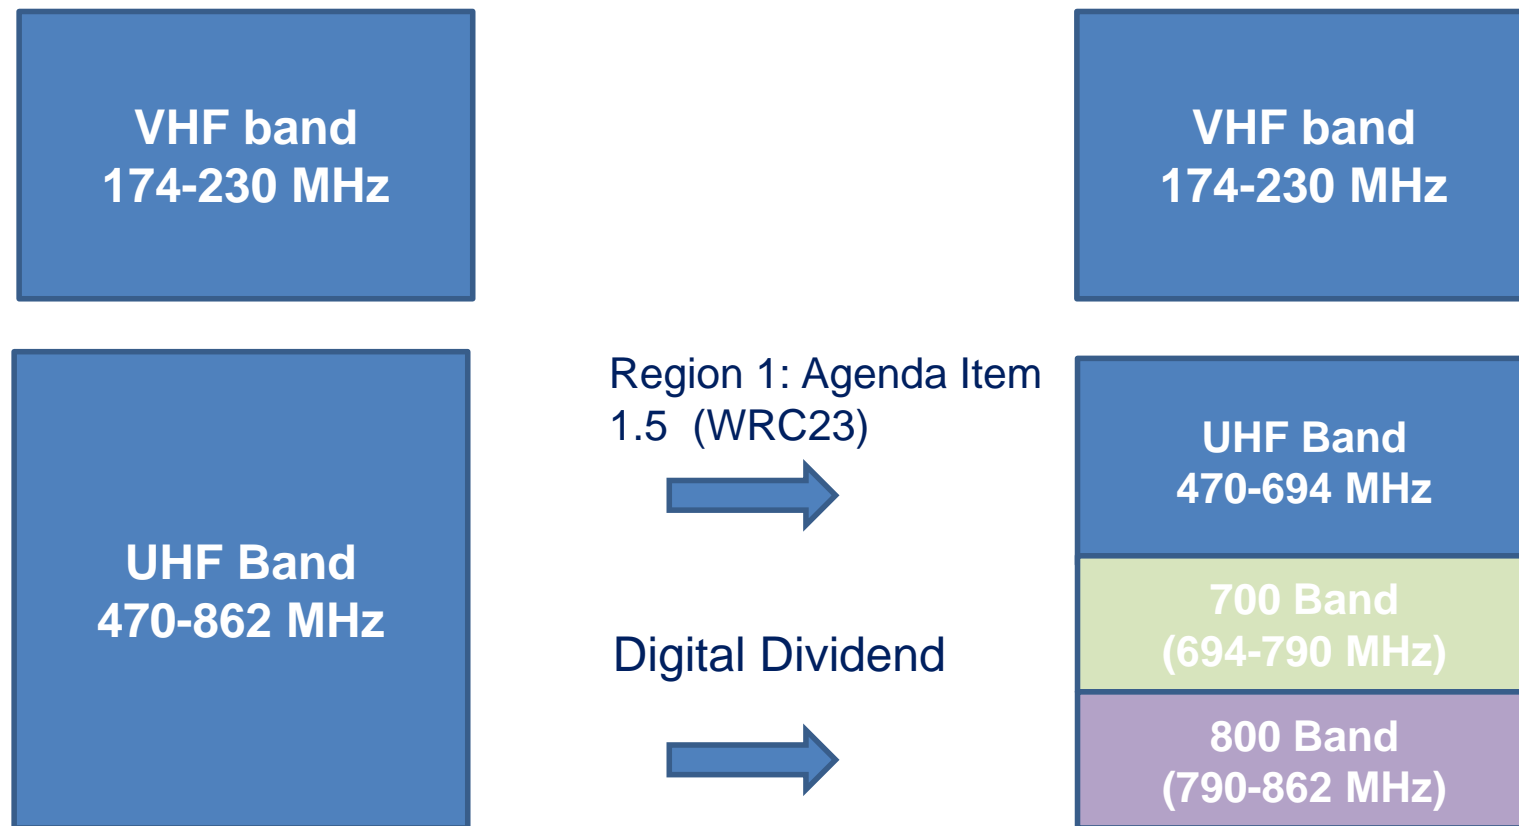 VHF band
174-230 MHz
VHF band
174-230 MHz
UHF Band
470-862 MHz
Region 1: Agenda Item
1.5 (WRC23)
Digital Dividend
UHF Band
470-694 MHz
700 Band
(694-790 MHz)
800 Band
(790-862 MHz)